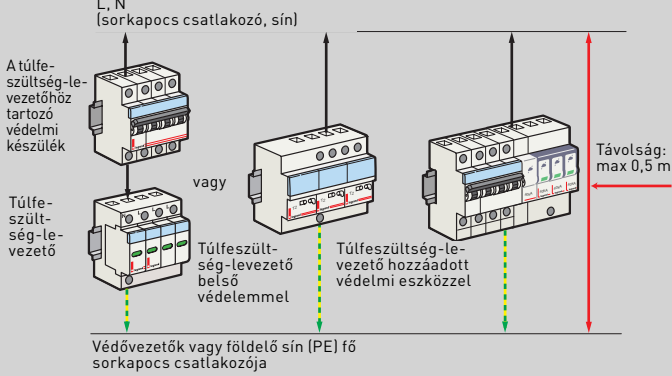 L, N
(sorkapocs csatlakozó, sín)
A túlfe-
szültség-le-
vezetőhöz
tartozó
védelmi
készülék
Túlfe-
szült-
ség-le-
vezető
vagy
Túlfeszült-
ség-levezető
belső
védelemmel
Túlfeszültség-le-
vezető hozzáadott
védelmi eszközzel
Távolság:
max 0,5 m
Védővezetők vagy földelő sín (PE) fő
sorkapocs csatlakozója